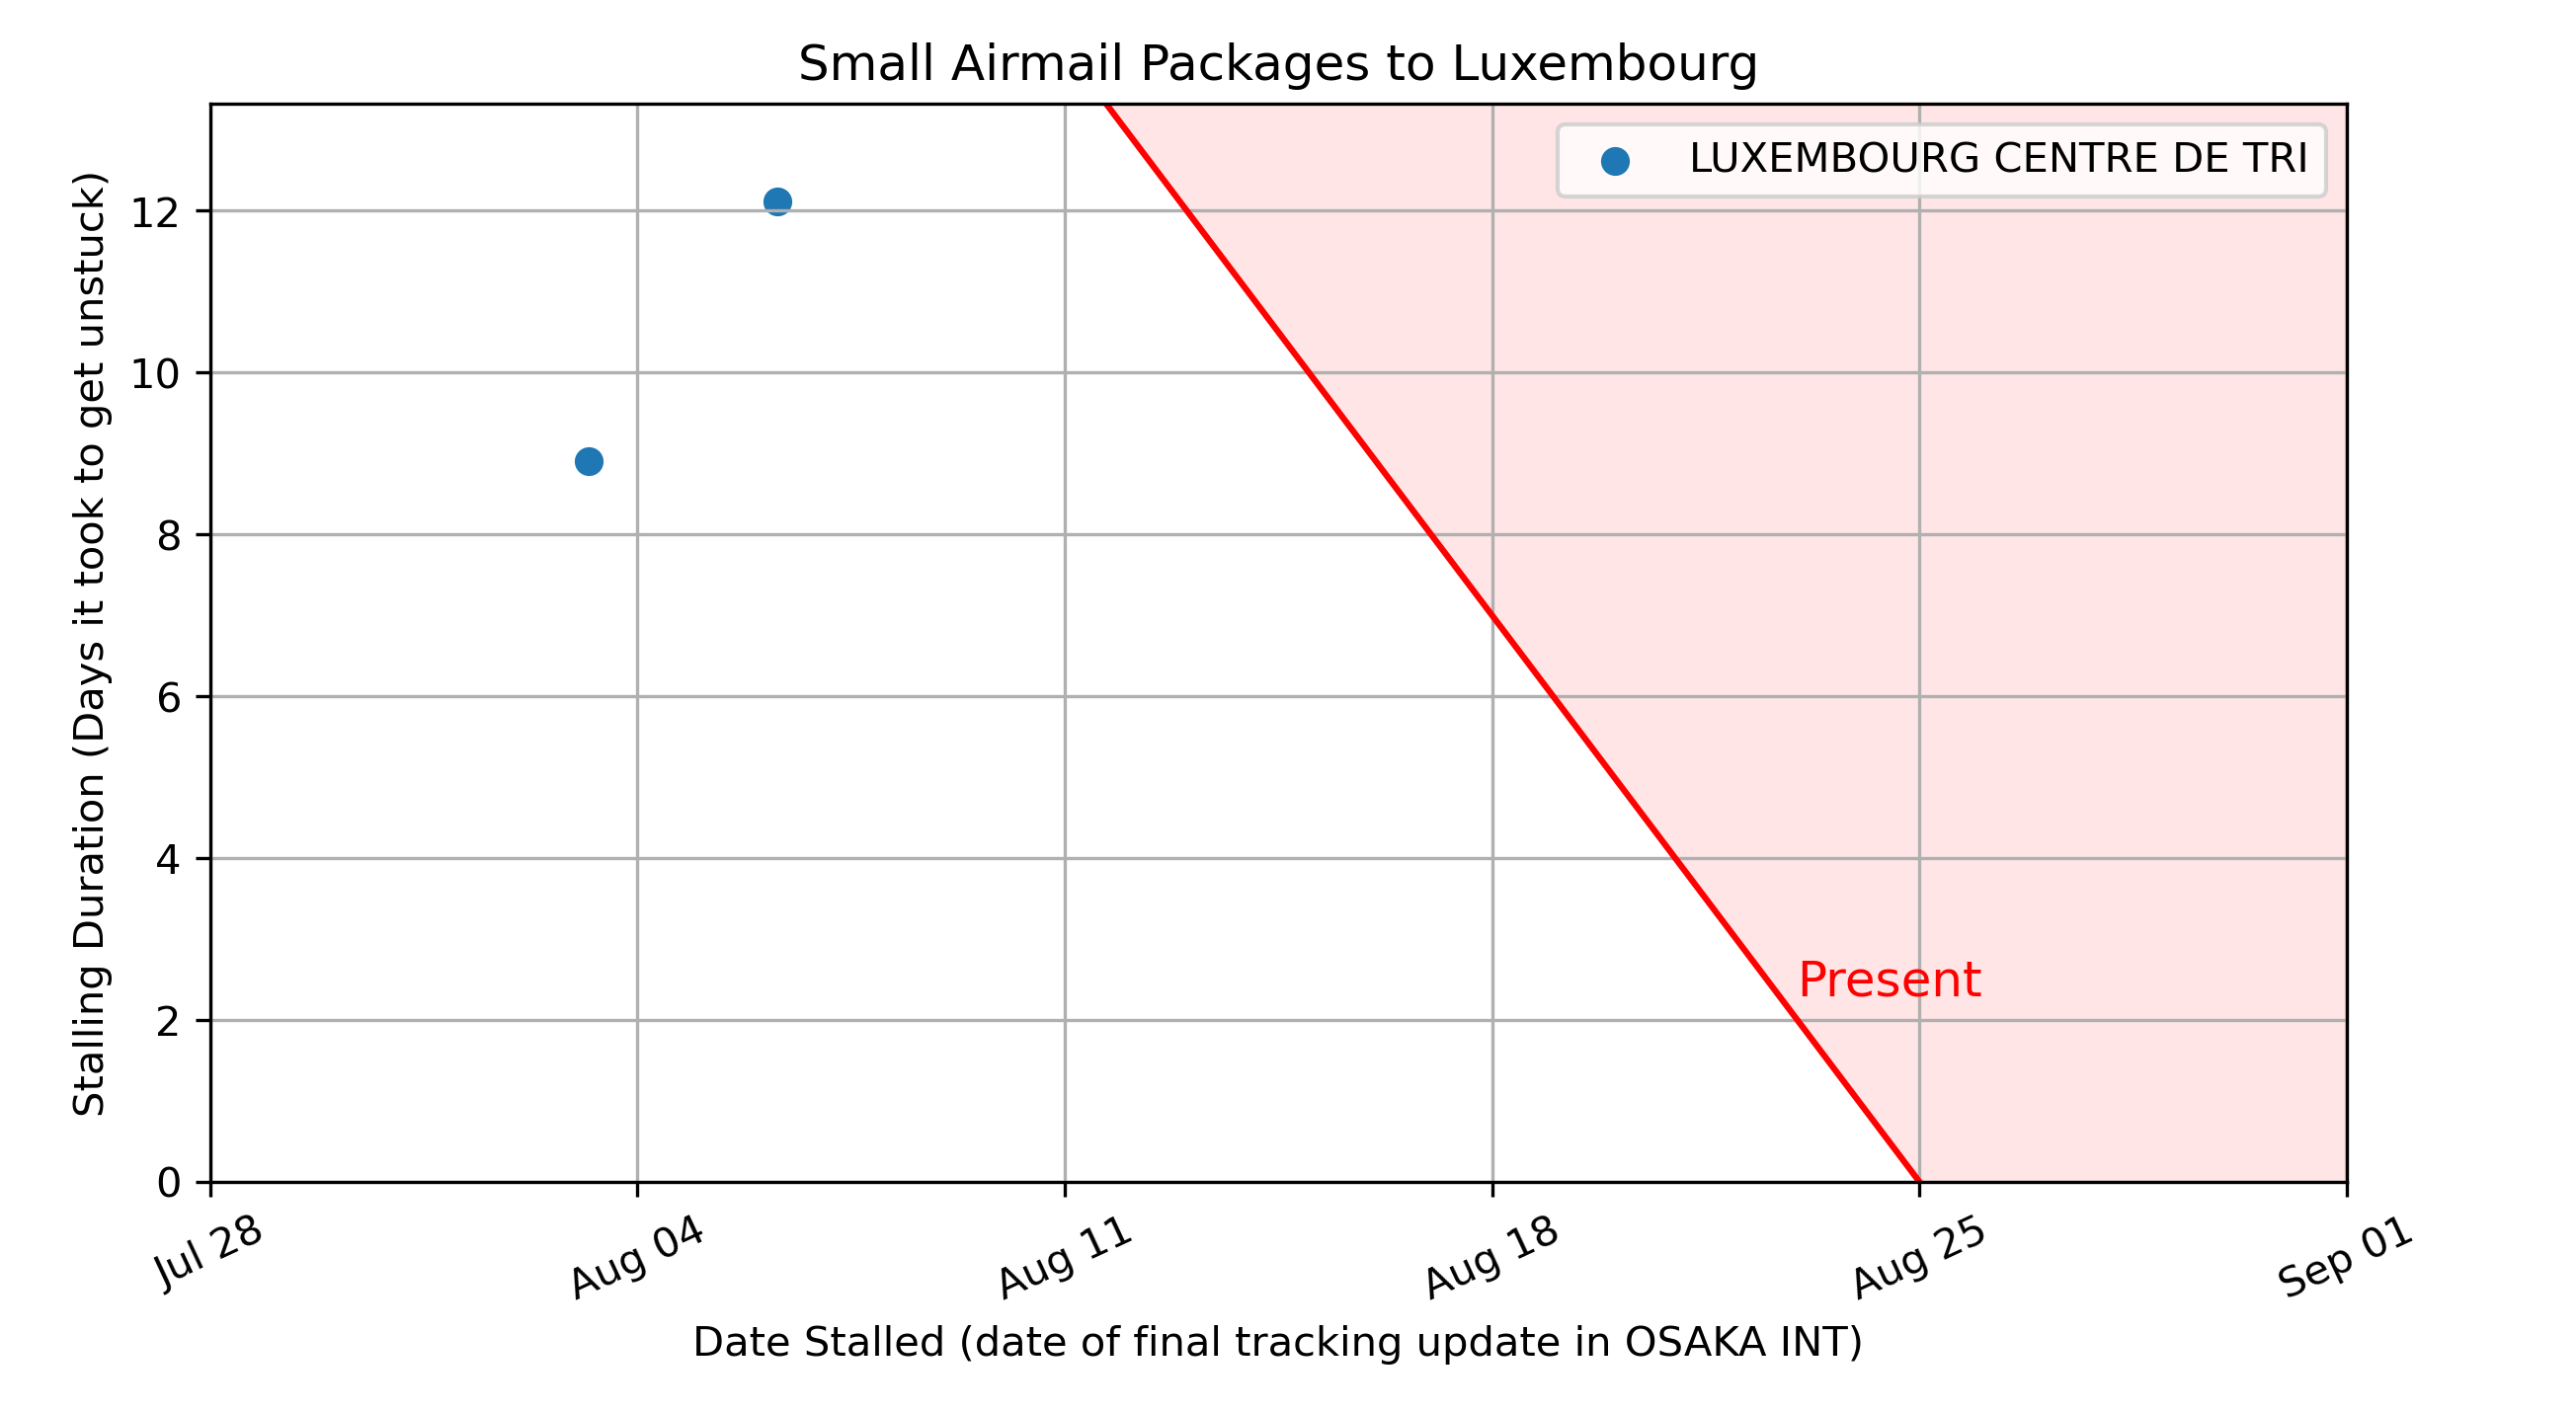 Small Airmail Packages to Luxembourg
LUXEMBOURG CENTRE DE TRI
Stalling Duration (Days it took to get unstuck)
12
10
8
6
4
2
0
Present
Jul 28
Aug 04
Aug 11
Aug 18
Aug 25
Sep 01
Date Stalled (date of final tracking update in OSAKA INT)